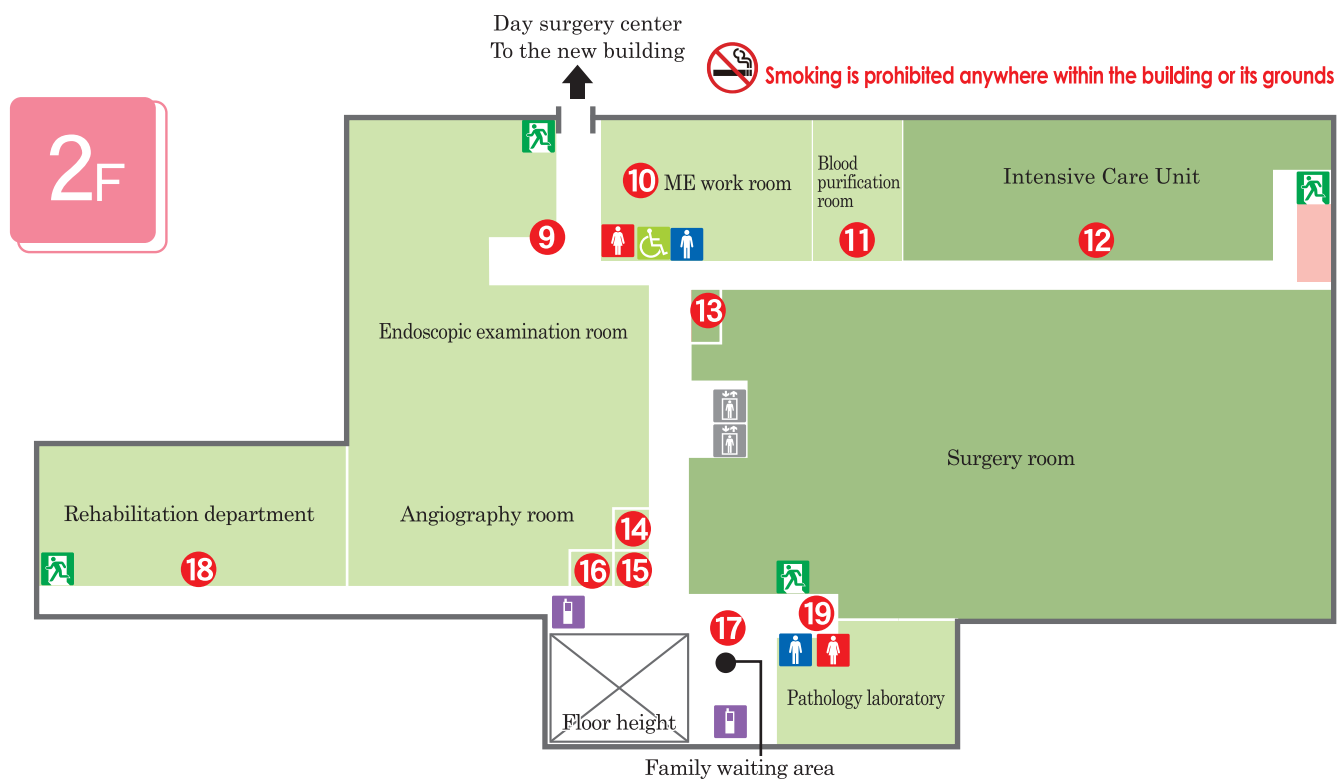 Day surgery center
To the new building
Smoking is prohibited anywhere within the building or its grounds
2F
10 ME work room
Blood
purification
room
Intensive Care Unit
9
11
12
13
Endoscopic examination room
Surgery room
Rehabilitation department
Angiography room
14
18
16
15
19
17
Pathology laboratory
Floor height
Family waiting area